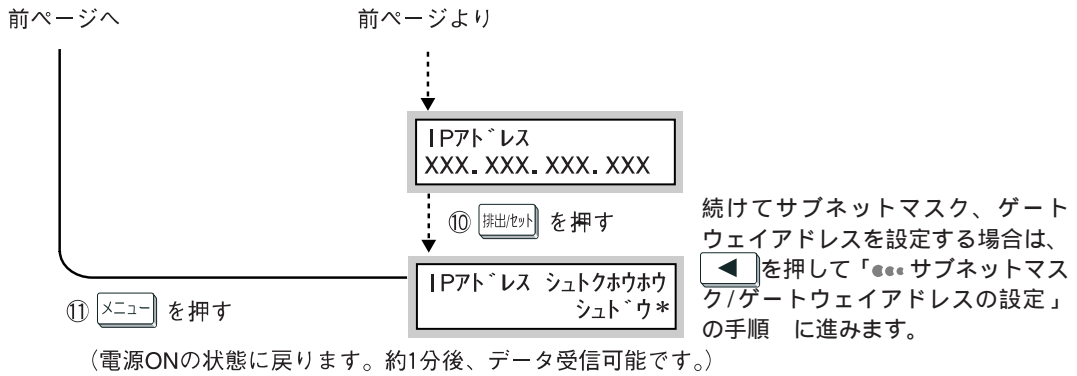 前ページへ
前ページより
IPアドレス
XXX. XXX. XXX. XXX
⑩ 排出/セット を押す
IPアドレス シュトクホウホウ
シュドウ*
⑪ メニュー を押す
続けてサブネットマスク、ゲート
ウェイアドレスを設定する場合は、
◀ を押して「サブネットマス
ク/ゲートウェイアドレスの設定」
の手順 に進みます。
(電源ONの状態に戻ります。約1分後、データ受信可能です。)